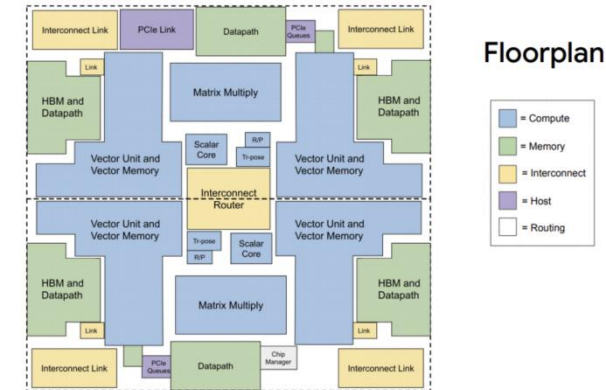 Floorplan
Interconnect Link
PCIe Link
Datapath
PCIe
Queues
Interconnect Link
Link
Link
HBM and
Datapath
Matrix Multiply
HBM and
Datapath
Scalar
Core
R/P
Tr-pose
Vector Unit and
Vector Memory
Vector Unit and
Vector Memory
Interconnect
Router
Vector Unit and
Vector Memory
Vector Unit and
Vector Memory
Tr-pose
R/P
Scalar
Core
HBM and
Datapath
Matrix Multiply
HBM and
Datapath
Link
Link
Interconnect Link
PCIe
Queues
Datapath
Chip
Manager
Interconnect Link
= Compute
= Memory
= Interconnect
= Host
= Routing